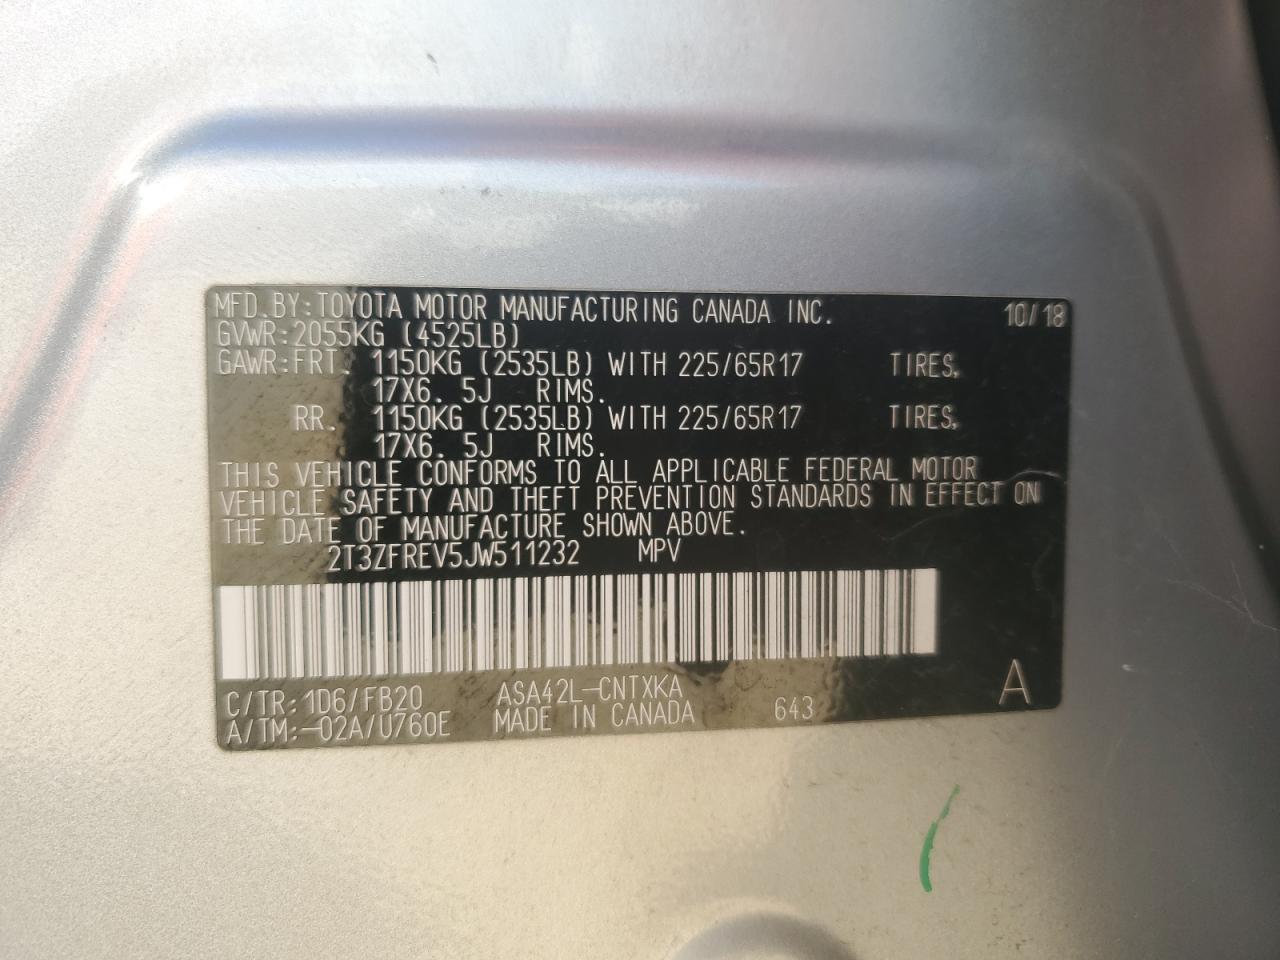 MFD.BY:TOYOTA MOTOR MANUFACTURING CANADA INC. 10/18
GVWR:2055KG (4525LB)
GAWR:FRT. 1150KG (2535LB) WITH 225/65R17 TIRES,
17X6.5J RIMS.
RR. 1150KG (2535LB) WITH 225/65R17 TIRES,
17X6.5J RIMS.
THIS VEHICLE CONFORMS TO ALL APPLICABLE FEDERAL MOTOR
VEHICLE SAFETY AND THEFT PREVENTION STANDARDS IN EFFECT ON
THE DATE OF MANUFACTURE SHOWN ABOVE.
2T3ZFREV5JW511232 MPV
C/TR:1D6/FB20 ASA42L-CNTXKA A
A/TM:-02A/U760E MADE IN CANADA 643